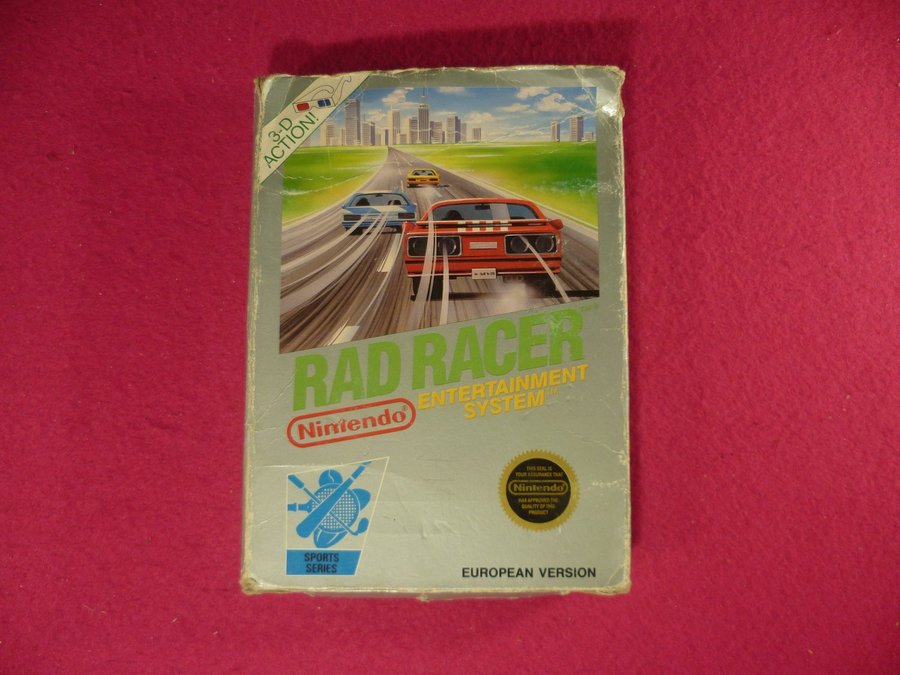 3-D
ACTION!
RAD RACER
Nintendo®
ENTERTAINMENT
SYSTEM™
THIS SEAL IS
YOUR ASSURANCE THAT
Nintendo®
HAS APPROVED THE
QUALITY OF THIS
PRODUCT
SPORTS
SERIES
EUROPEAN VERSION